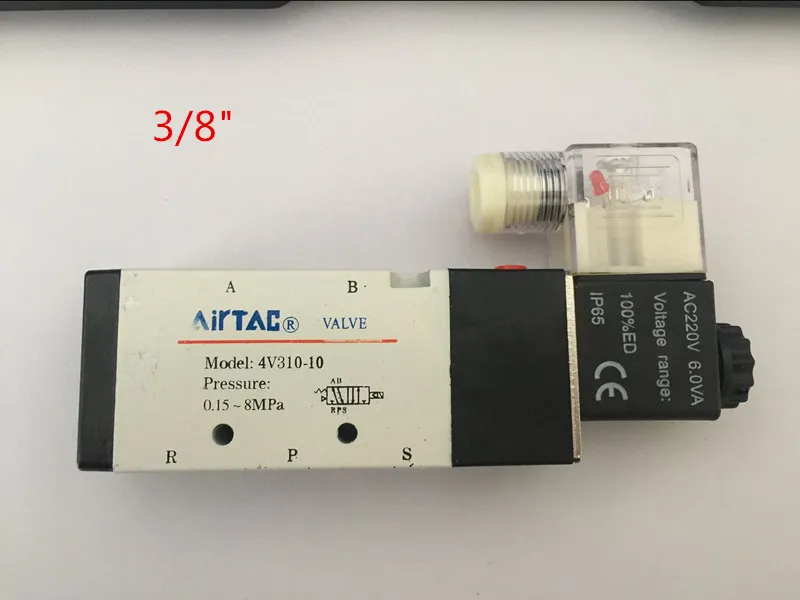 3/8"
A B
AirTAC® VALVE
Model: 4V310-10
Pressure:
0.15~8MPa
AB
RPS
R P S
AC220V 6.0VA
Voltage range:
100%ED
IP65
CE